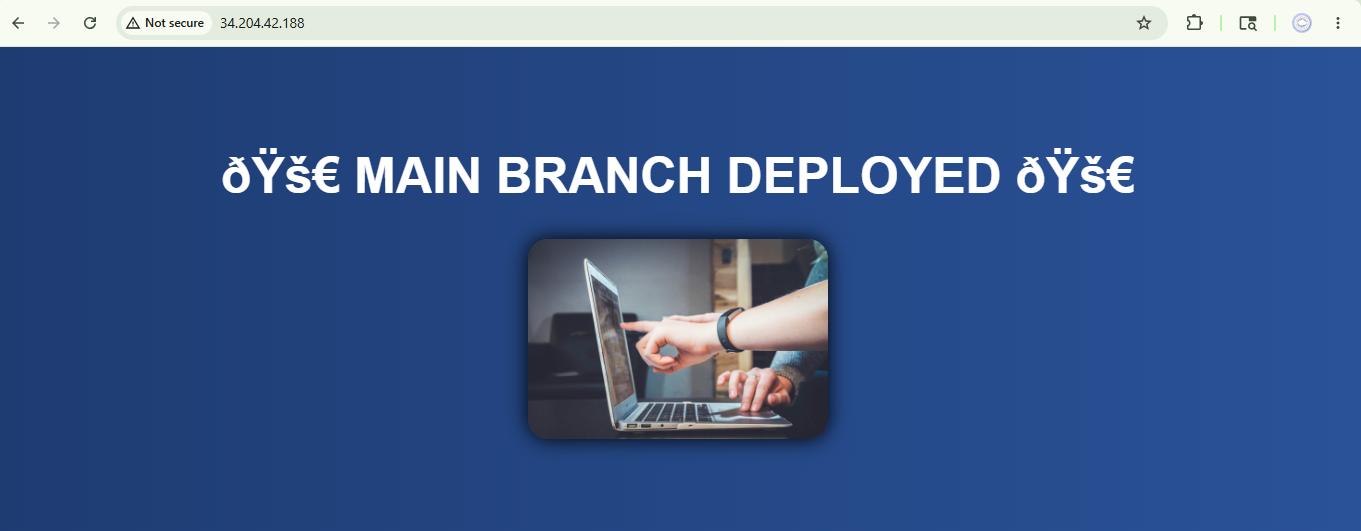 Not secure
34.204.42.188
ðŸš€ MAIN BRANCH DEPLOYED ðŸš€